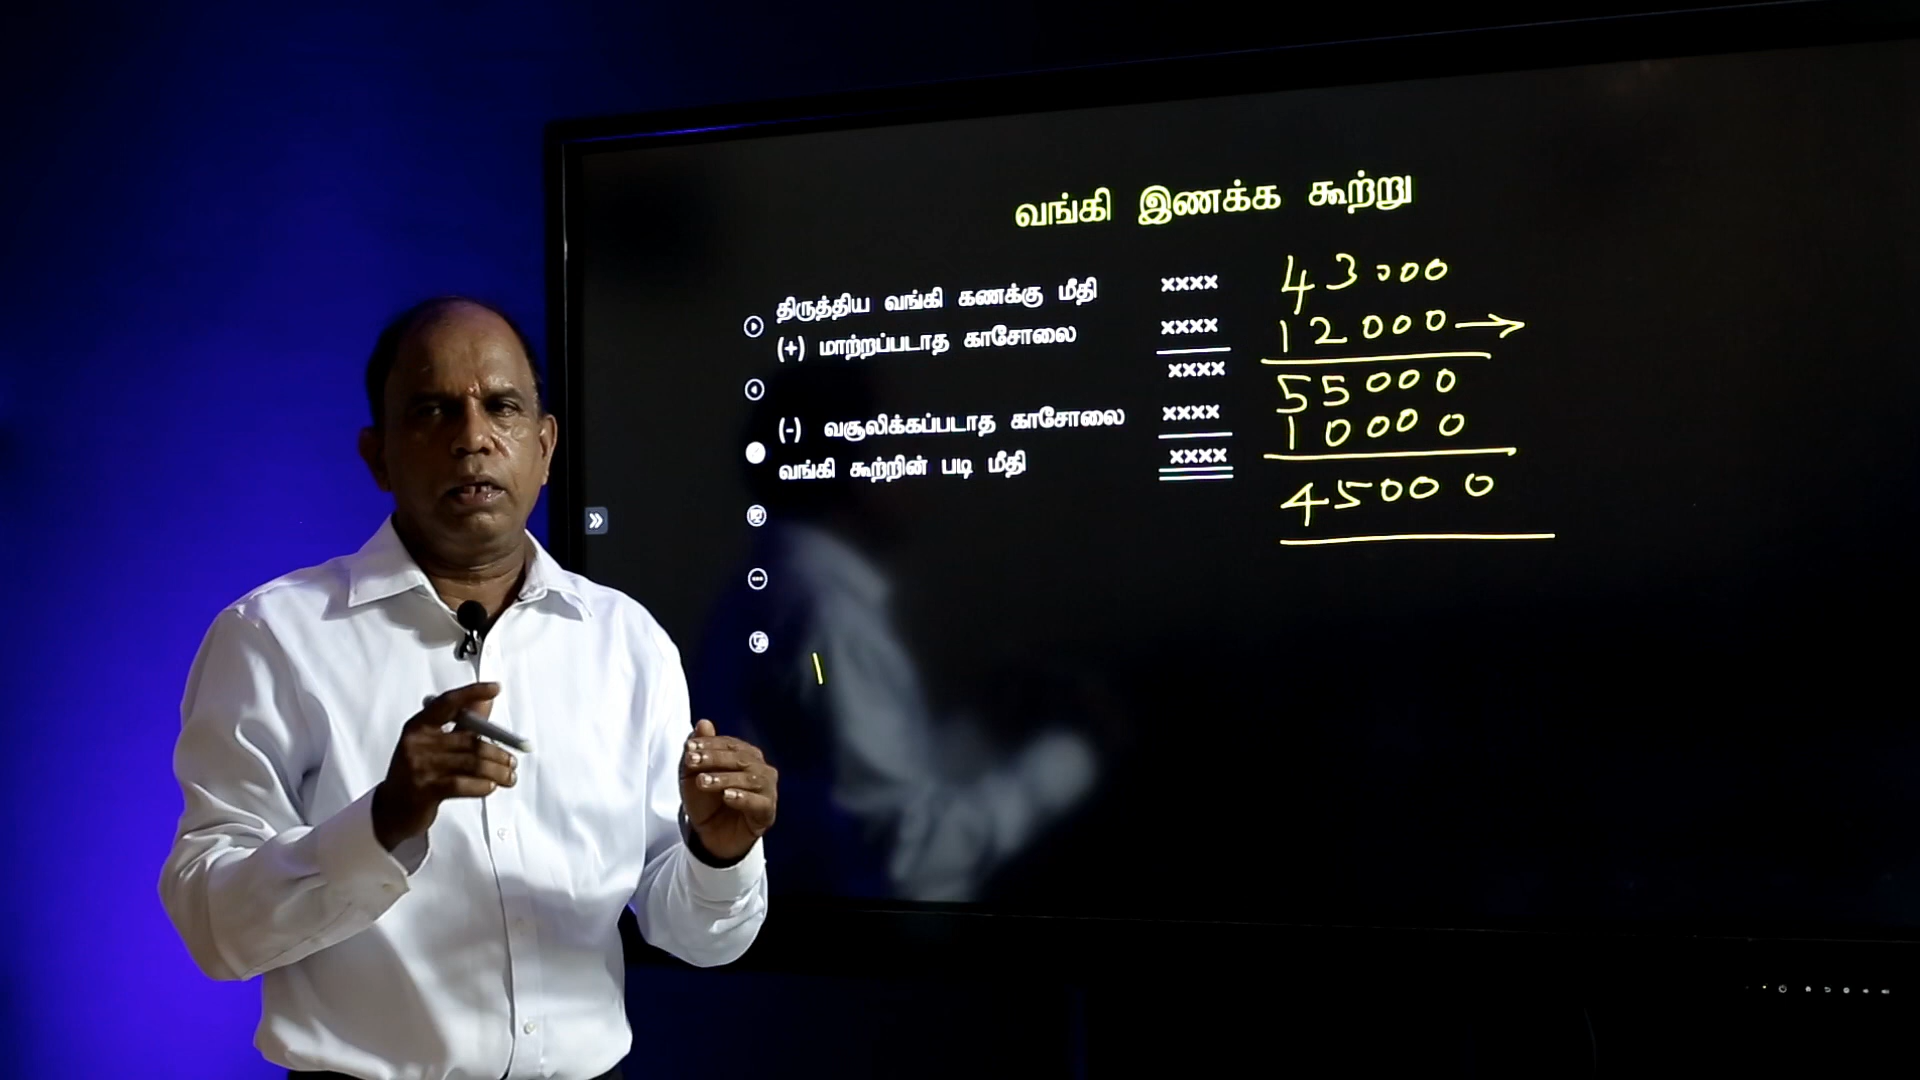 வங்கி இணக்க கூற்று
திருத்திய வங்கி கணக்கு மீதி xxxx 43000
(+) மாற்றப்படாத காசோலை xxxx 12000 →
xxxx 55000
(-) வசூலிக்கப்படாத காசோலை xxxx 10000
வங்கி கூற்றின் படி மீதி xxxx 45000